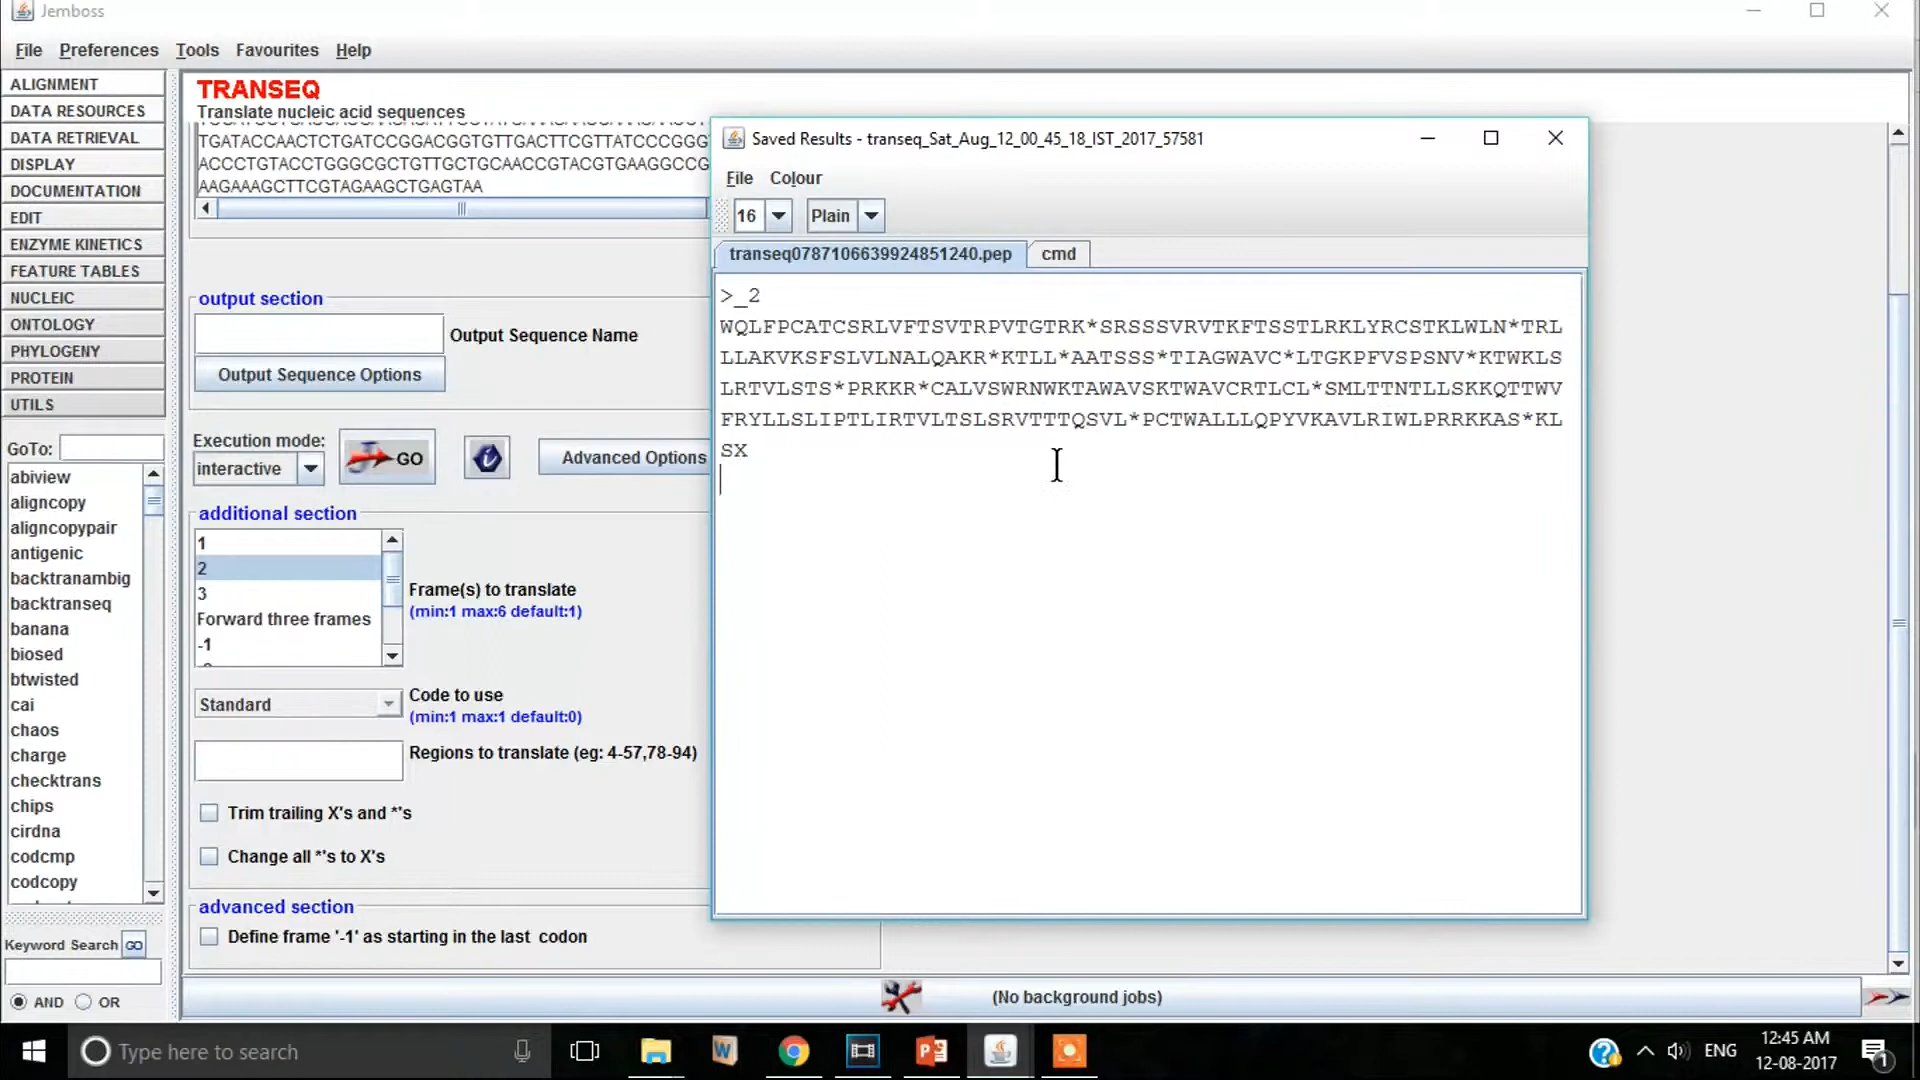 Jemboss
File Preferences Tools Favourites Help
ALIGNMENT
DATA RESOURCES
DATA RETRIEVAL
DISPLAY
DOCUMENTATION
EDIT
ENZYME KINETICS
FEATURE TABLES
NUCLEIC
ONTOLOGY
PHYLOGENY
PROTEIN
UTILS
GoTo:
abiview
aligncopy
aligncopypair
antigenic
backtranambig
backtranseq
banana
biosed
btwisted
cai
chaos
charge
checktrans
chips
cirdna
codcmp
codcopy
Keyword Search GO
AND OR
TRANSEQ
Translate nucleic acid sequences
TGATACCAACTCTGATCCGGACGGTGTTGACTTCGTTATCCCGGG
ACCCTGTACCTGGGCGCTGTTGCTGCAACCGTACGTGAAGGCCG
AAGAAAGCTTCGTAGAAGCTGAGTAA
output section
Output Sequence Name
Output Sequence Options
Execution mode:
interactive
GO
i
Advanced Options
additional section
1
2
3
Forward three frames
-1
Frame(s) to translate
(min:1 max:6 default:1)
Standard
Code to use
(min:1 max:1 default:0)
Regions to translate (eg: 4-57,78-94)
Trim trailing X's and *'s
Change all *'s to X's
advanced section
Define frame '-1' as starting in the last codon
(No background jobs)
Saved Results - transeq_Sat_Aug_12_00_45_18_IST_2017_57581
File Colour
16 Plain
transeq0787106639924851240.pep cmd
>_2
WQLFPCATCSRLVFTSVTRPVTGTRK*SRSSSVRVTKFTSSTLRKLYRCSTKLWLN*TRL
LLAKVKSFSLVLNALQAKR*KTLL*AATSSS*TIAGWAVC*LTGKPFVSPSNV*KTWKLS
LRTVLSTS*PRKKR*CALVSWRNWKTAWAVSKTWAVCRTLCL*SMLTTNTLLSKKQTTWV
FRYLLSLIPTLIRTVLTSLSRVTTTQSVL*PCTWALLLQPYVKAVLRIWLPRRKKAS*KL
SX
Type here to search
ENG
12:45 AM
12-08-2017
1